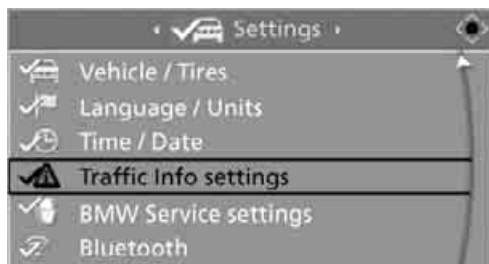 Settings
Vehicle / Tires
Language / Units
Time / Date
Traffic Info settings
BMW Service settings
Bluetooth